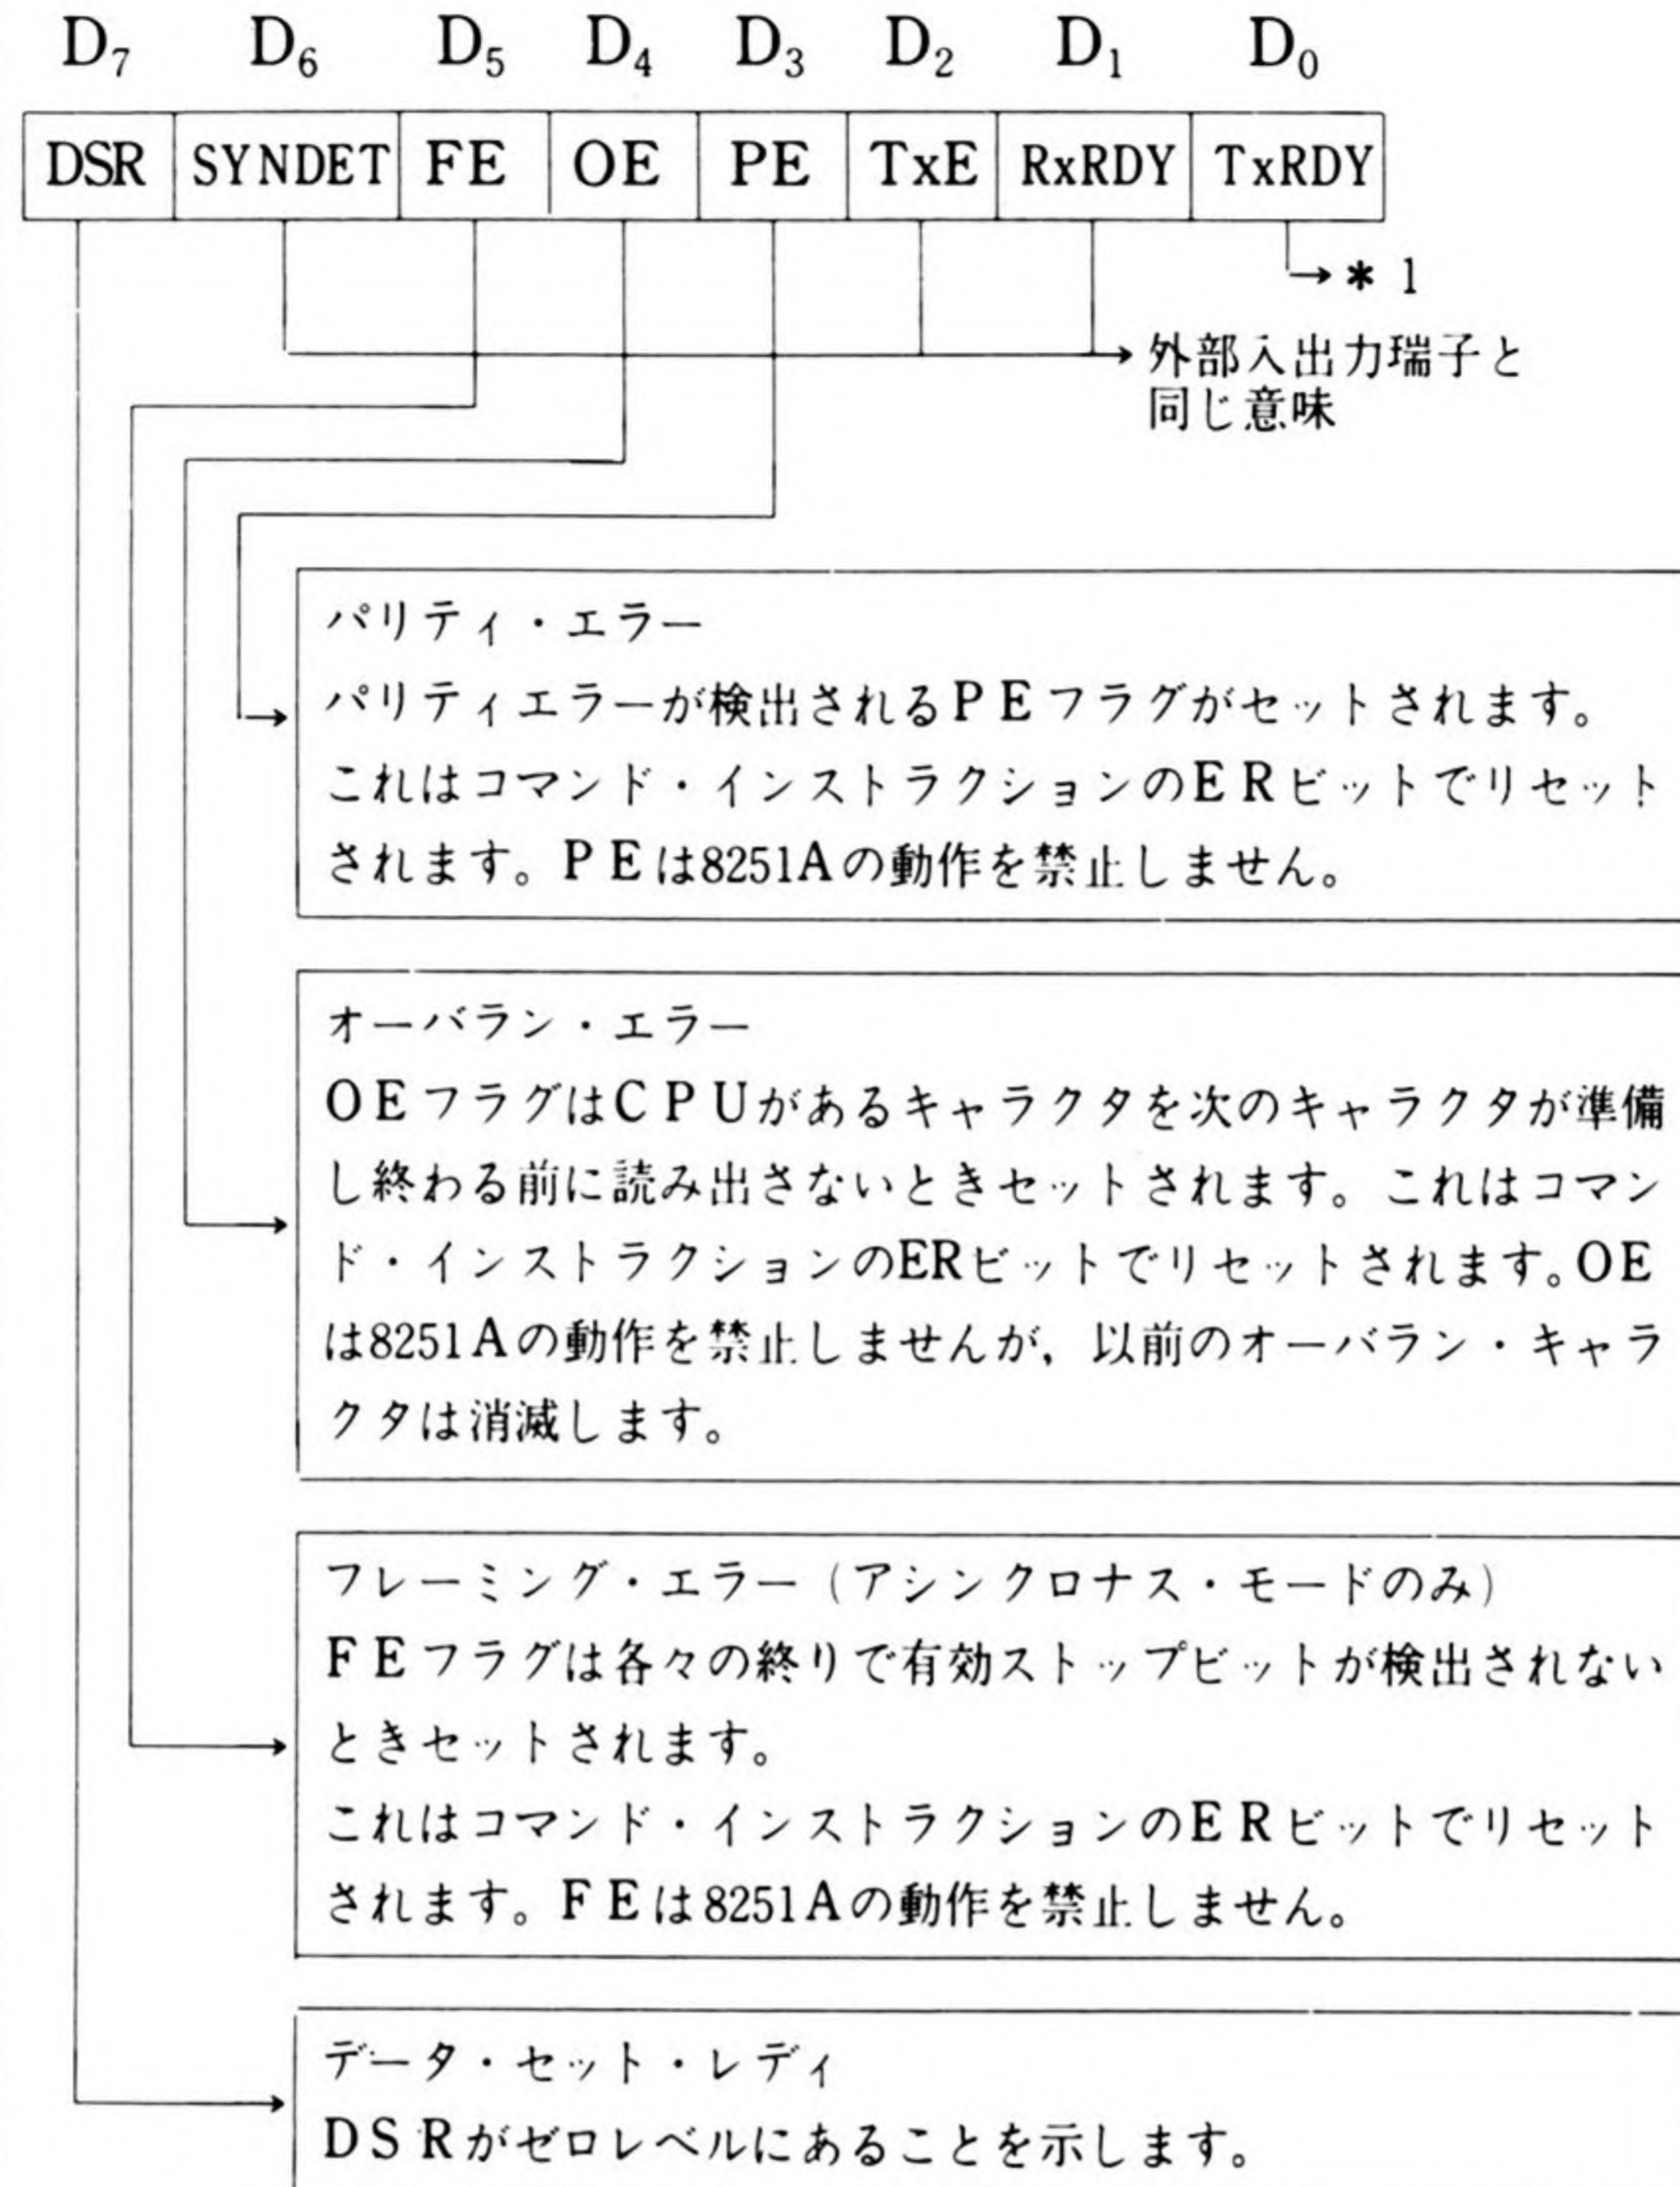 D₇ D₆ D₅ D₄ D₃ D₂ D₁ D₀
DSR SYNDET FE OE PE TxE RxRDY TxRDY
* 1
外部入出力瑞子と
同じ意味
パリティ・エラー
パリティエラーが検出されるPEフラグがセットされます。
これはコマンド・インストラクションのERビットでリセット
されます。PEは8251Aの動作を禁止しません。
オーバラン・エラー
OEフラグはCPUがあるキャラクタを次のキャラクタが準備
し終わる前に読み出さないときセットされます。これはコマン
ド・インストラクションのERビットでリセットされます。OE
は8251Aの動作を禁止しませんが,以前のオーバラン・キャラ
クタは消滅します。
フレーミング・エラー(アシンクロナス・モードのみ)
FEフラグは各々の終りで有効ストップビットが検出されない
ときセットされます。
これはコマンド・インストラクションのERビットでリセット
されます。FEは8251Aの動作を禁止しません。
データ・セット・レディ
DSRがゼロレベルにあることを示します。